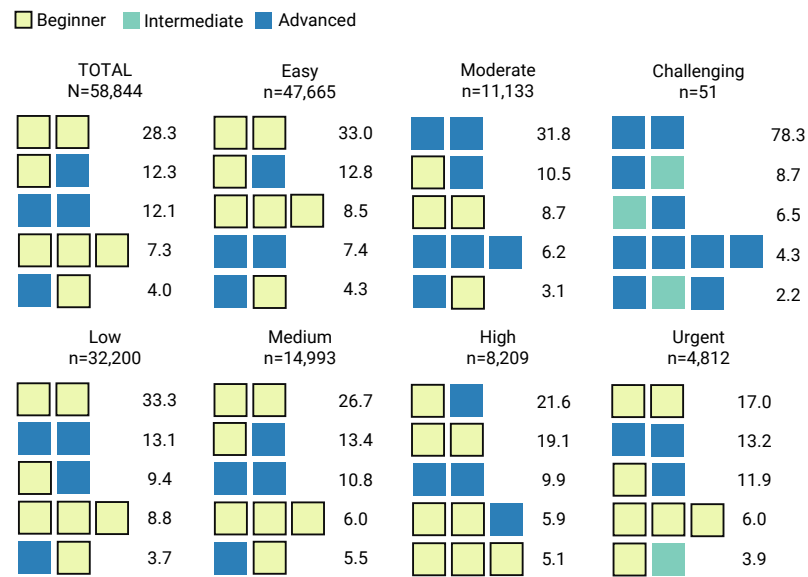 Beginner Intermediate Advanced
TOTAL
N=58,844
28.3
12.3
12.1
7.3
4.0
Easy
n=47,665
33.0
12.8
8.5
7.4
4.3
Moderate
n=11,133
31.8
10.5
8.7
6.2
3.1
Challenging
n=51
78.3
8.7
6.5
4.3
2.2
Low
n=32,200
33.3
13.1
9.4
8.8
3.7
Medium
n=14,993
26.7
13.4
10.8
6.0
5.5
High
n=8,209
21.6
19.1
9.9
5.9
5.1
Urgent
n=4,812
17.0
13.2
11.9
6.0
3.9